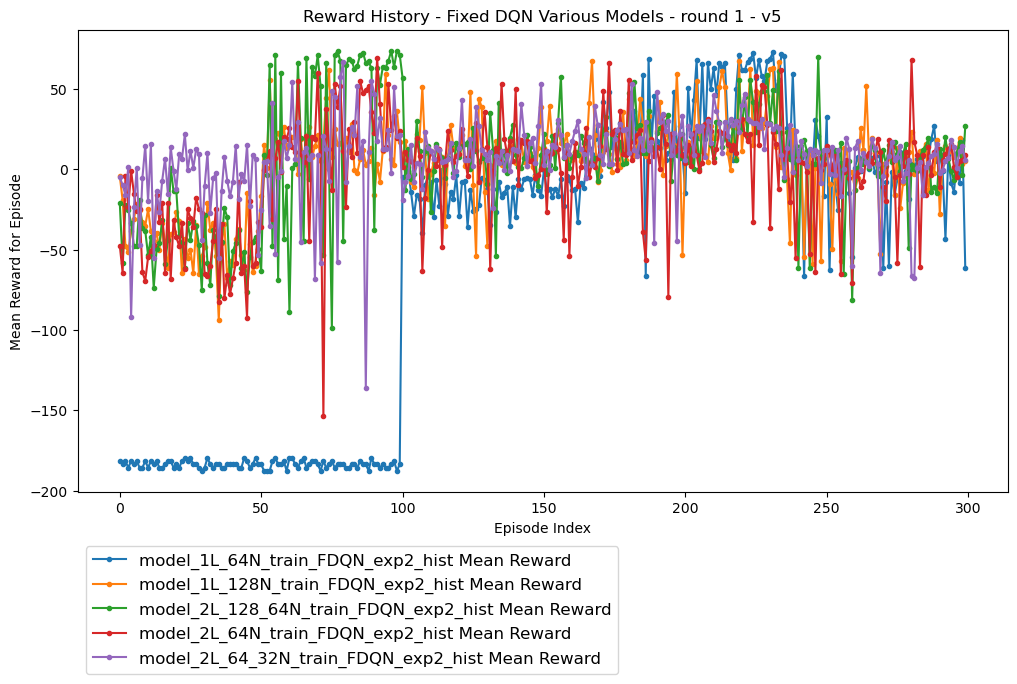 Reward History - Fixed DQN Various Models - round 1 - v5
Mean Reward for Episode
50
0
−50
−100
−150
−200
0 50 100 150 200 250 300
Episode Index
model_1L_64N_train_FDQN_exp2_hist Mean Reward
model_1L_128N_train_FDQN_exp2_hist Mean Reward
model_2L_128_64N_train_FDQN_exp2_hist Mean Reward
model_2L_64N_train_FDQN_exp2_hist Mean Reward
model_2L_64_32N_train_FDQN_exp2_hist Mean Reward